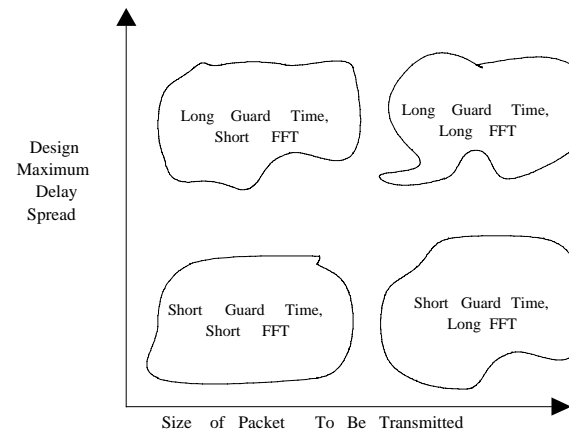 Long Guard Time,
Short FFT
Long Guard Time,
Long FFT
Design
Maximum
Delay
Spread
Short Guard Time,
Short FFT
Short Guard Time,
Long FFT
Size of Packet To Be Transmitted